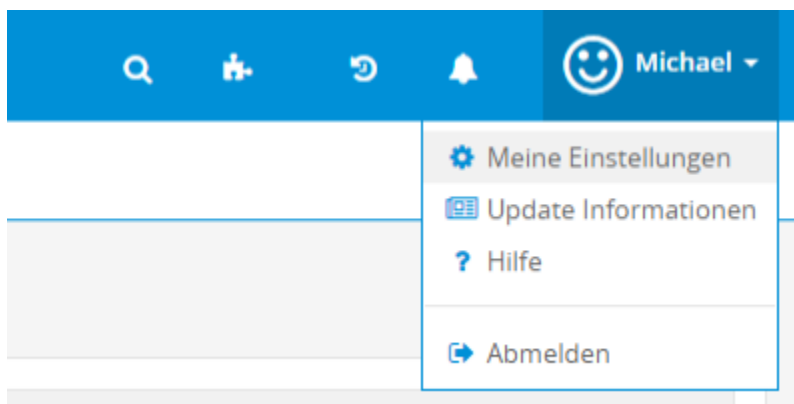 Michael
Meine Einstellungen
Update Informationen
? Hilfe
Abmelden